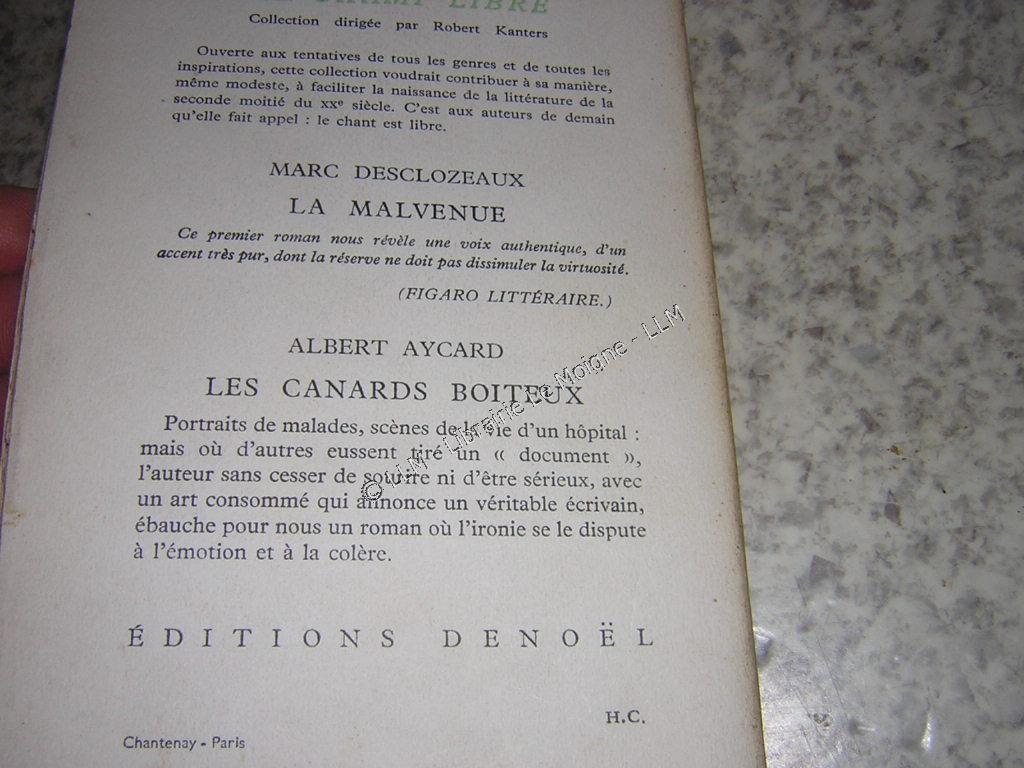 LIBRE
Collection dirigée par Robert Kanters
Ouverte aux tentatives de tous les genres et de toutes les
inspirations, cette collection voudrait contribuer à sa manière,
même modeste, à faciliter la naissance de la littérature de la
seconde moitié du XXe siècle. C'est aux auteurs de demain
qu'elle fait appel : le chant est libre.
MARC DESCLOZEAUX
LA MALVENUE
Ce premier roman nous révèle une voix authentique, d'un
accent très pur, dont la réserve ne doit pas dissimuler la virtuosité.
(FIGARO LITTÉRAIRE.)
ALBERT AYCARD
LES CANARDS BOITEUX
Portraits de malades, scènes de la vie d'un hôpital :
mais où d'autres eussent tiré un « document »,
l'auteur sans cesser de sourire ni d'être sérieux, avec
un art consommé qui annonce un véritable écrivain,
ébauche pour nous un roman où l'ironie se le dispute
à l'émotion et à la colère.
ÉDITIONS DENOËL
H.C.
Chantenay - Paris
© LLM - Librairie Le Moigne - LLM